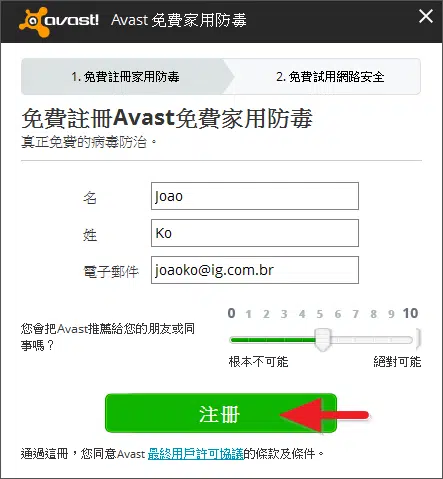 avast! Avast 免費家用防毒
1. 免費註冊家用防毒
2. 免費試用網路安全
免費註冊Avast免費家用防毒
真正免費的病毒防治。
名 Joao
姓 Ko
電子郵件 joaoko@ig.com.br
0 1 2 3 4 5 6 7 8 9 10
您會把Avast推薦給您的朋友或同
事嗎？
根本不可能 絕對可能
注冊
通過這冊，您同意Avast 最終用戶許可協議的條款及條件。